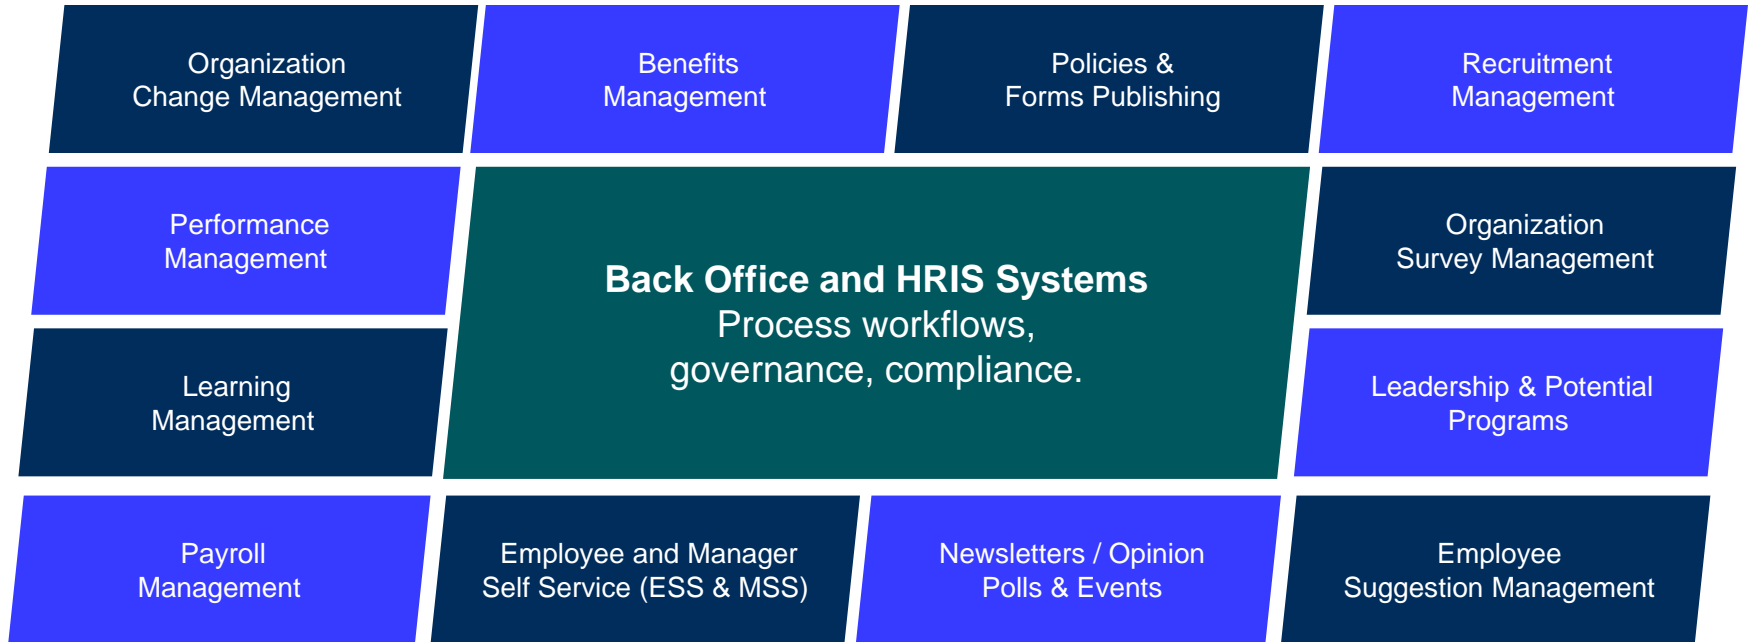 Organization
Change Management
Benefits
Management
Policies &
Forms Publishing
Recruitment
Management
Performance
Management
Back Office and HRIS Systems
Process workflows,
governance, compliance.
Organization
Survey Management
Learning
Management
Leadership & Potential
Programs
Payroll
Management
Employee and Manager
Self Service (ESS & MSS)
Newsletters / Opinion
Polls & Events
Employee
Suggestion Management